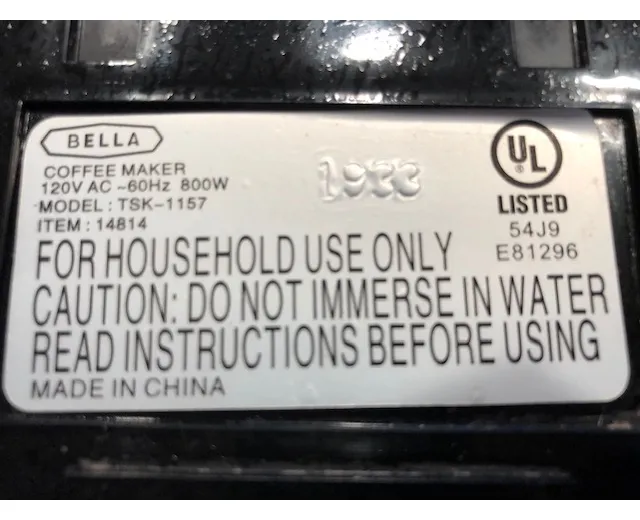 BELLA
COFFEE MAKER
120V AC ~60Hz 800W
MODEL: TSK-1157
ITEM: 14814
1933
UL
®
LISTED
54J9
E81296
FOR HOUSEHOLD USE ONLY
CAUTION: DO NOT IMMERSE IN WATER
READ INSTRUCTIONS BEFORE USING
MADE IN CHINA